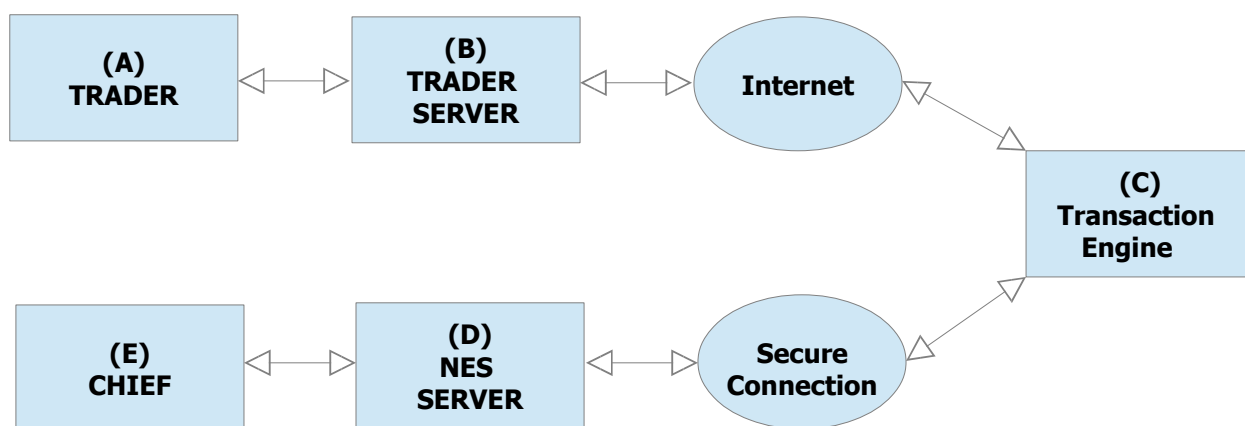 (A)
TRADER
(B)
TRADER
SERVER
Internet
(C)
Transaction
Engine
(E)
CHIEF
(D)
NES
SERVER
Secure
Connection